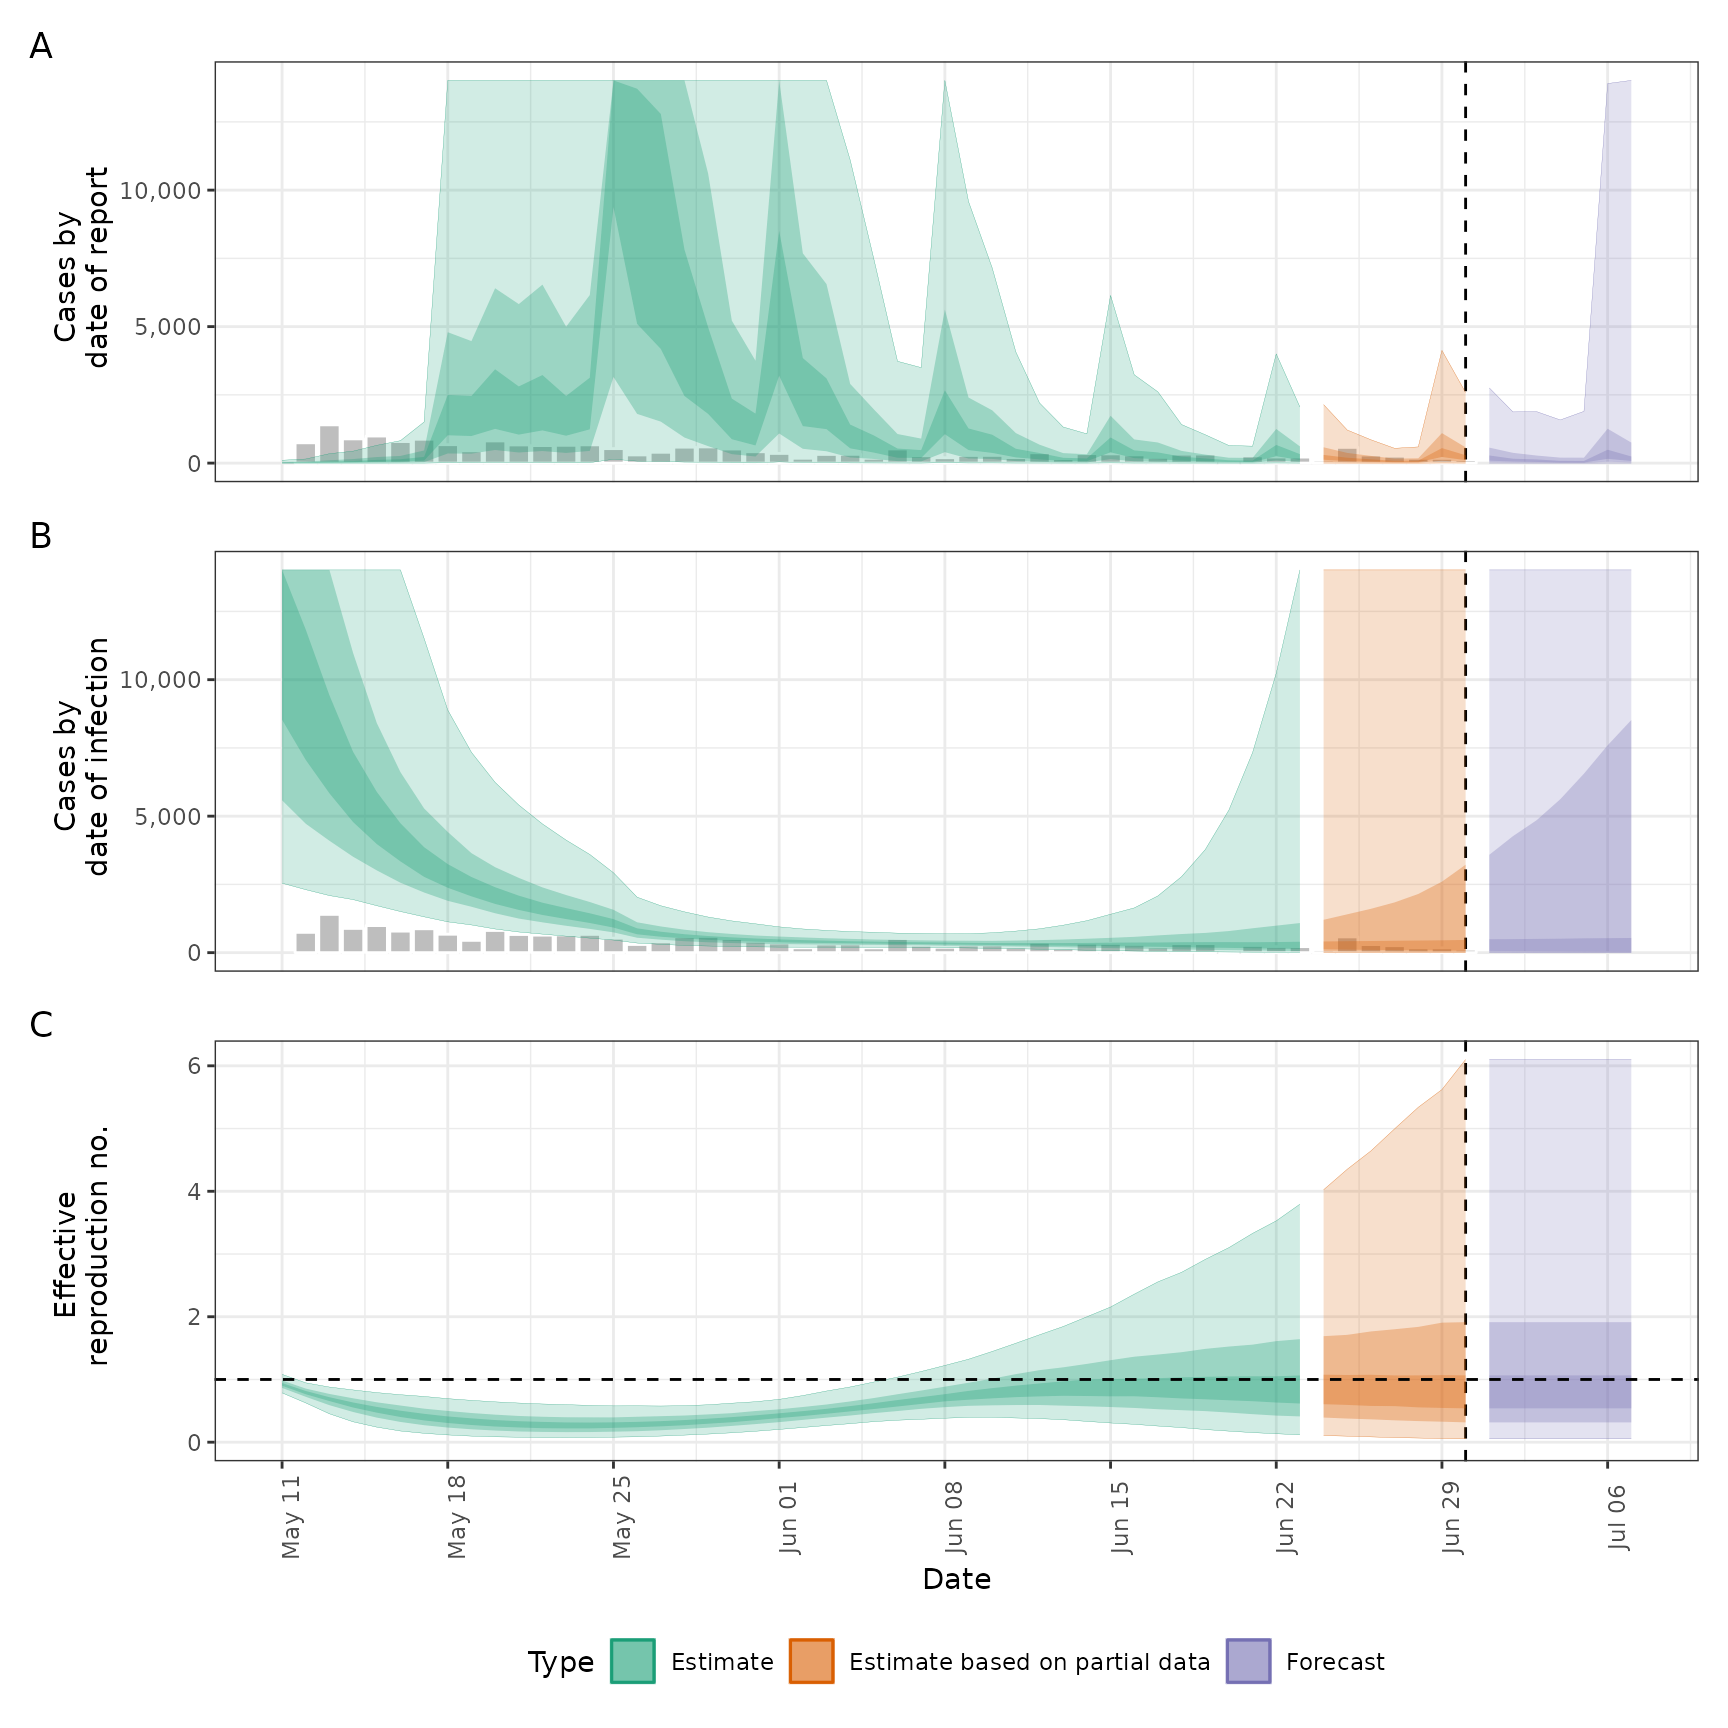 A
Cases by
date of report
10,000
5,000
0
B
Cases by
date of infection
10,000
5,000
0
C
Effective
reproduction no.
6
4
2
0
May 11
May 18
May 25
Jun 01
Jun 08
Jun 15
Jun 22
Jun 29
Jul 06
Date
Type
Estimate
Estimate based on partial data
Forecast